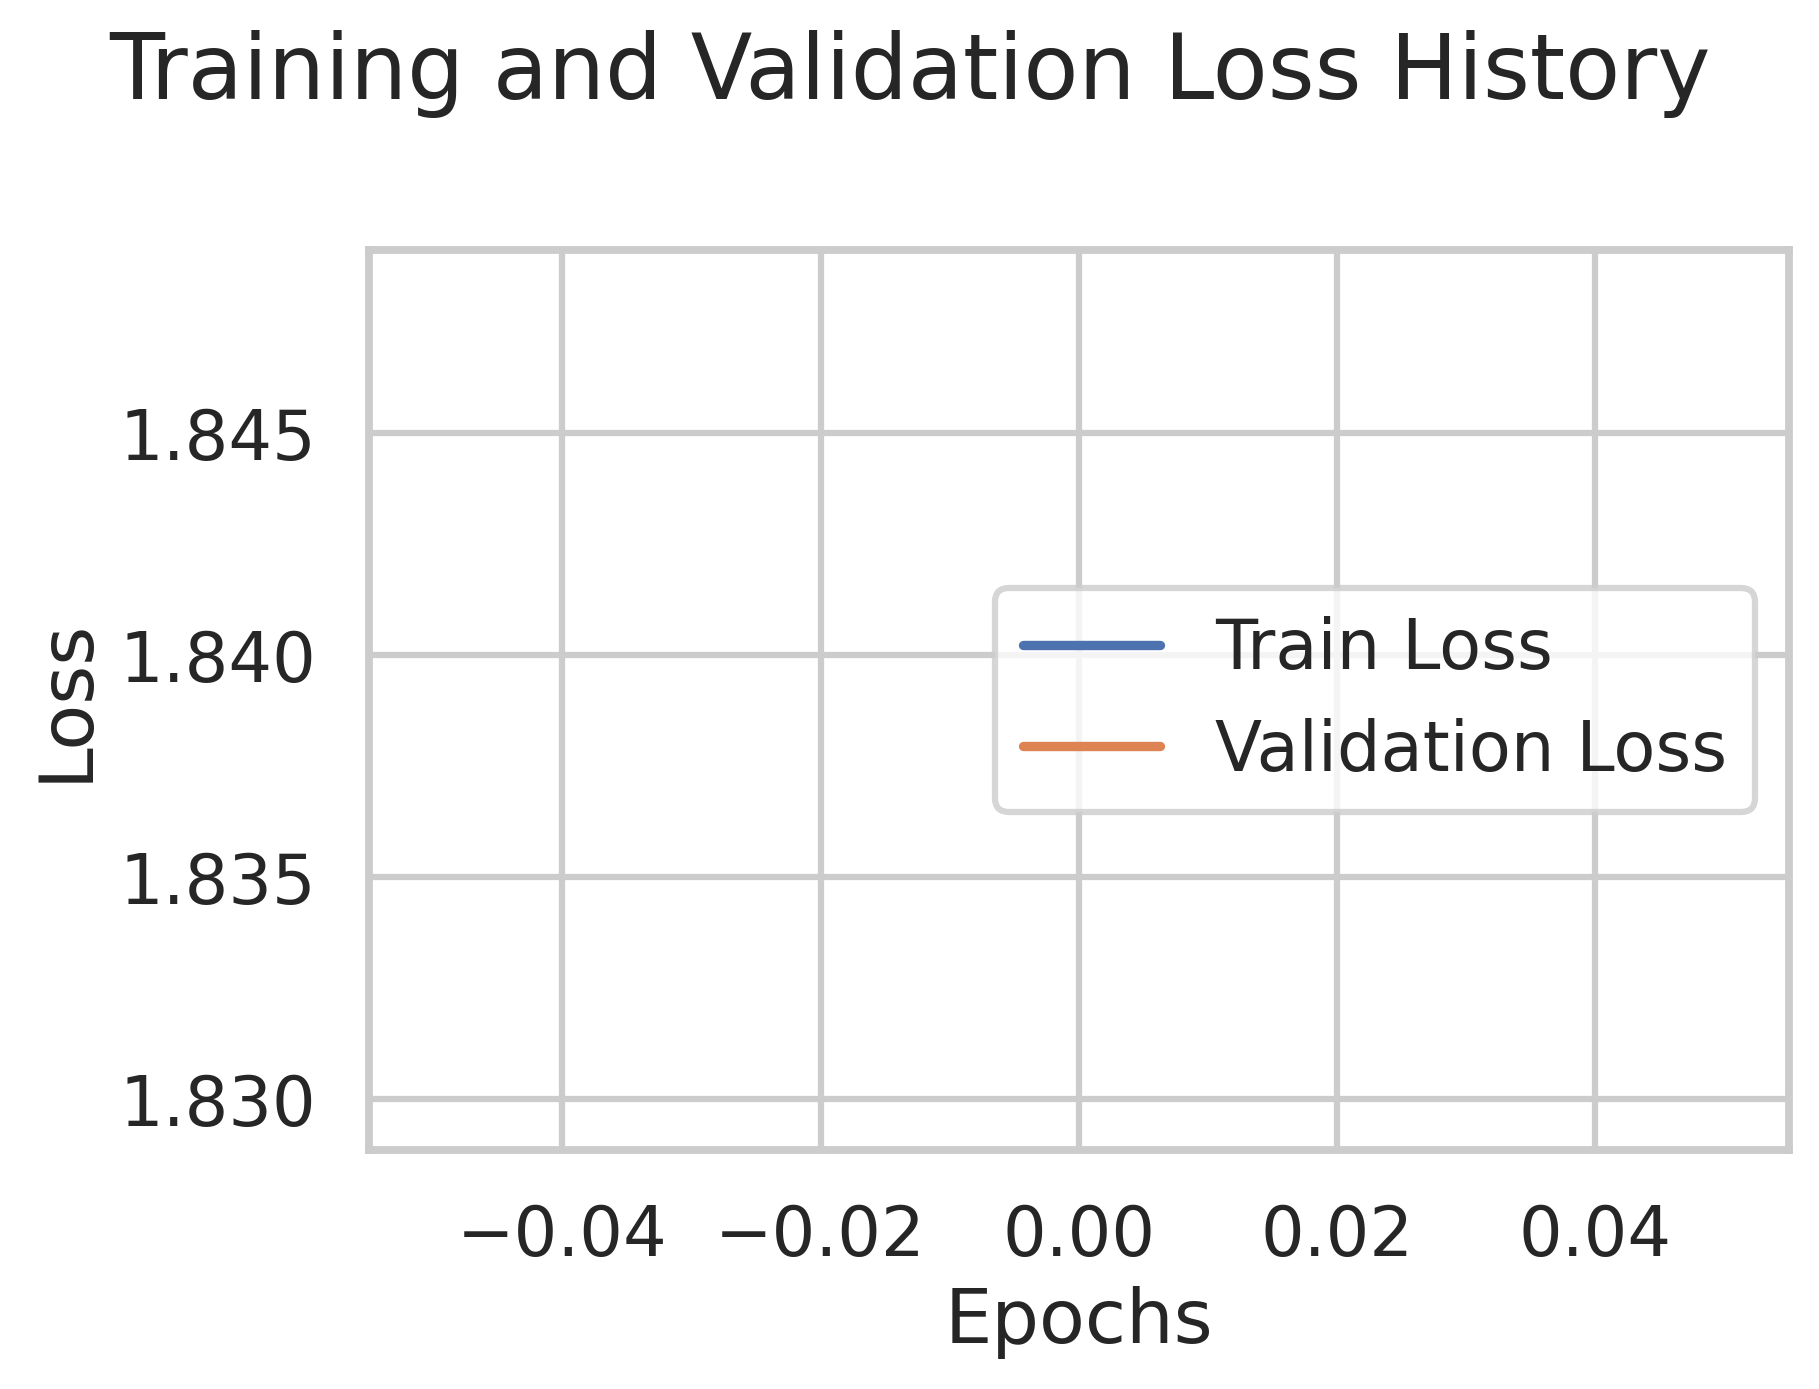 Training and Validation Loss History
1.845
1.840
1.835
1.830
Loss
Train Loss
Validation Loss
−0.04 −0.02 0.00 0.02 0.04
Epochs